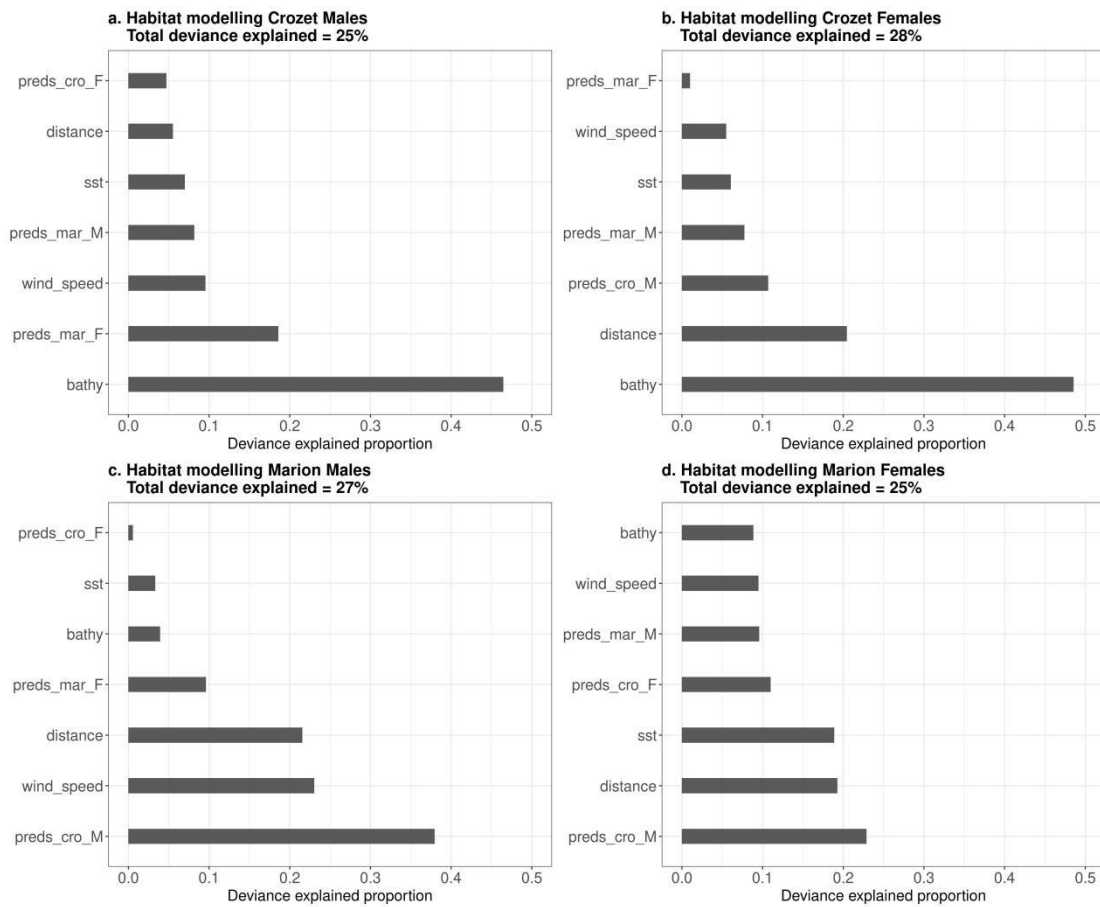 a. Habitat modelling Crozet Males
Total deviance explained = 25%
preds_cro_F
distance
sst
preds_mar_M
wind_speed
preds_mar_F
bathy
0.0 0.1 0.2 0.3 0.4 0.5
Deviance explained proportion
b. Habitat modelling Crozet Females
Total deviance explained = 28%
preds_mar_F
wind_speed
sst
preds_mar_M
preds_cro_M
distance
bathy
0.0 0.1 0.2 0.3 0.4 0.5
Deviance explained proportion
c. Habitat modelling Marion Males
Total deviance explained = 27%
preds_cro_F
sst
bathy
preds_mar_F
distance
wind_speed
preds_cro_M
0.0 0.1 0.2 0.3 0.4 0.5
Deviance explained proportion
d. Habitat modelling Marion Females
Total deviance explained = 25%
bathy
wind_speed
preds_mar_M
preds_cro_F
sst
distance
preds_cro_M
0.0 0.1 0.2 0.3 0.4 0.5
Deviance explained proportion